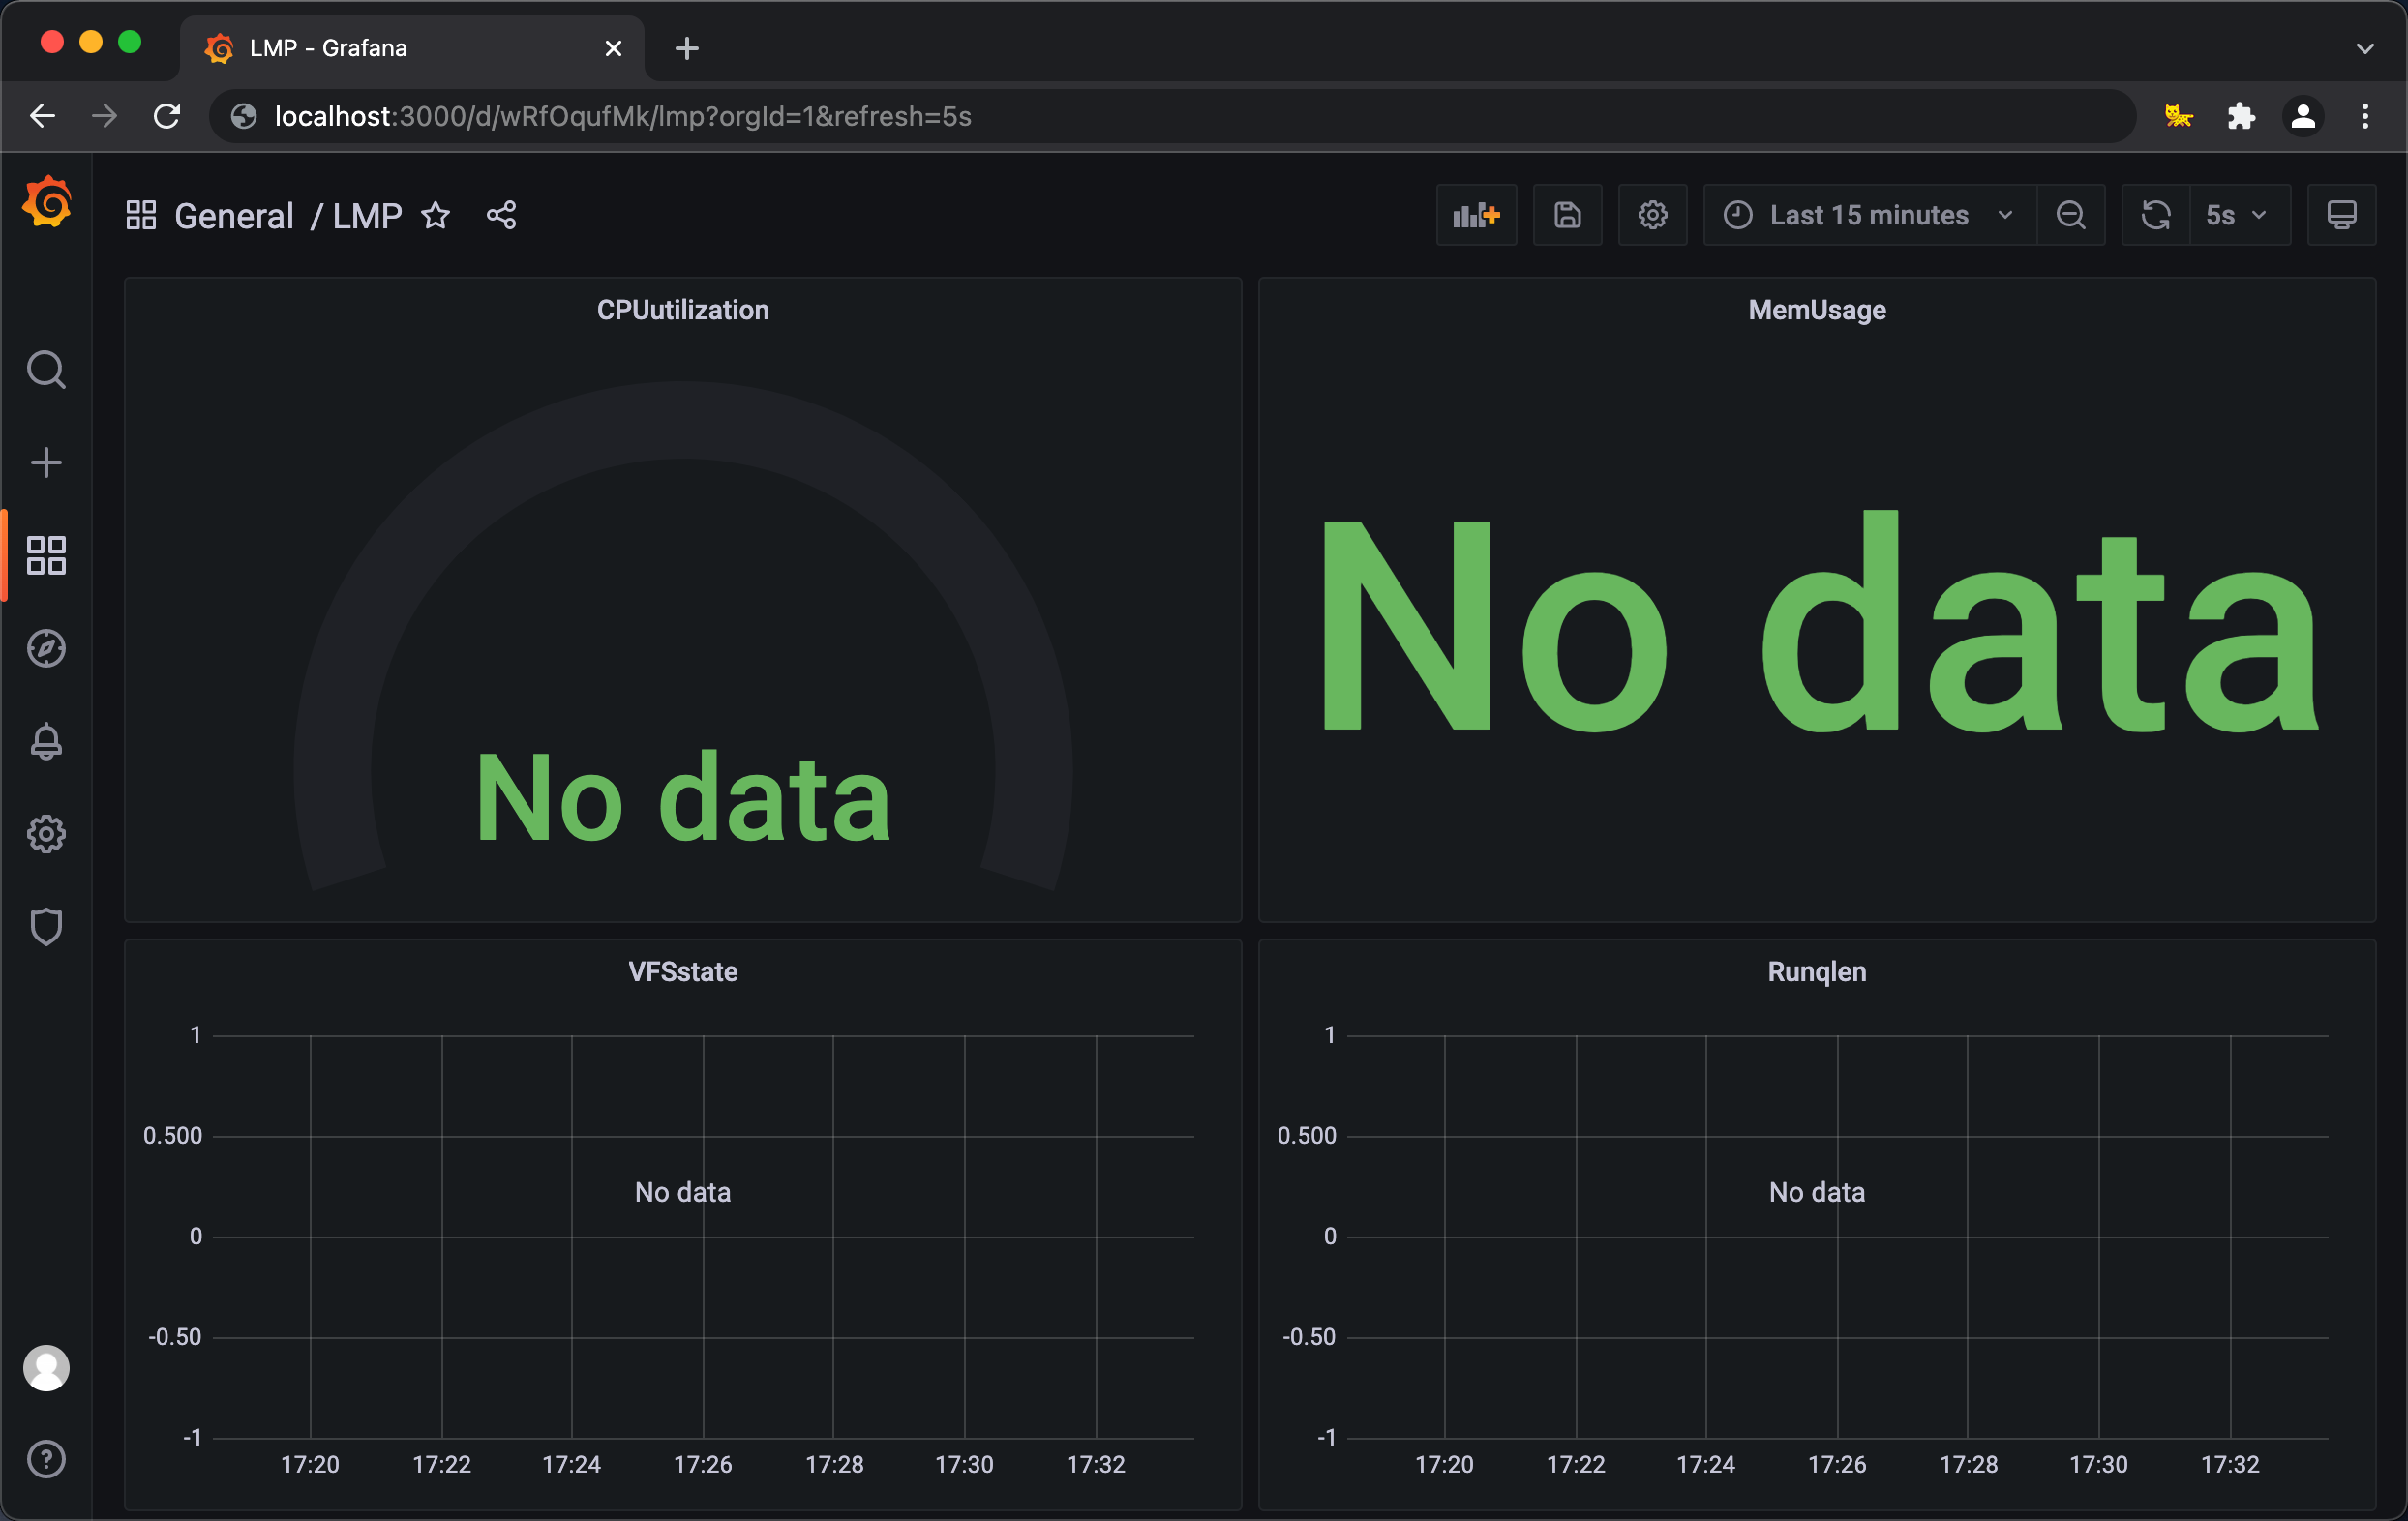 LMP - Grafana
localhost:3000/d/wRfOqufMk/lmp?orgId=1&refresh=5s
General / LMP
Last 15 minutes
5s
CPUutilization
No data
MemUsage
No data
VFSstate
1
0.500
No data
0
-0.50
-1
17:20 17:22 17:24 17:26 17:28 17:30 17:32
Runqlen
1
0.500
No data
0
-0.50
-1
17:20 17:22 17:24 17:26 17:28 17:30 17:32